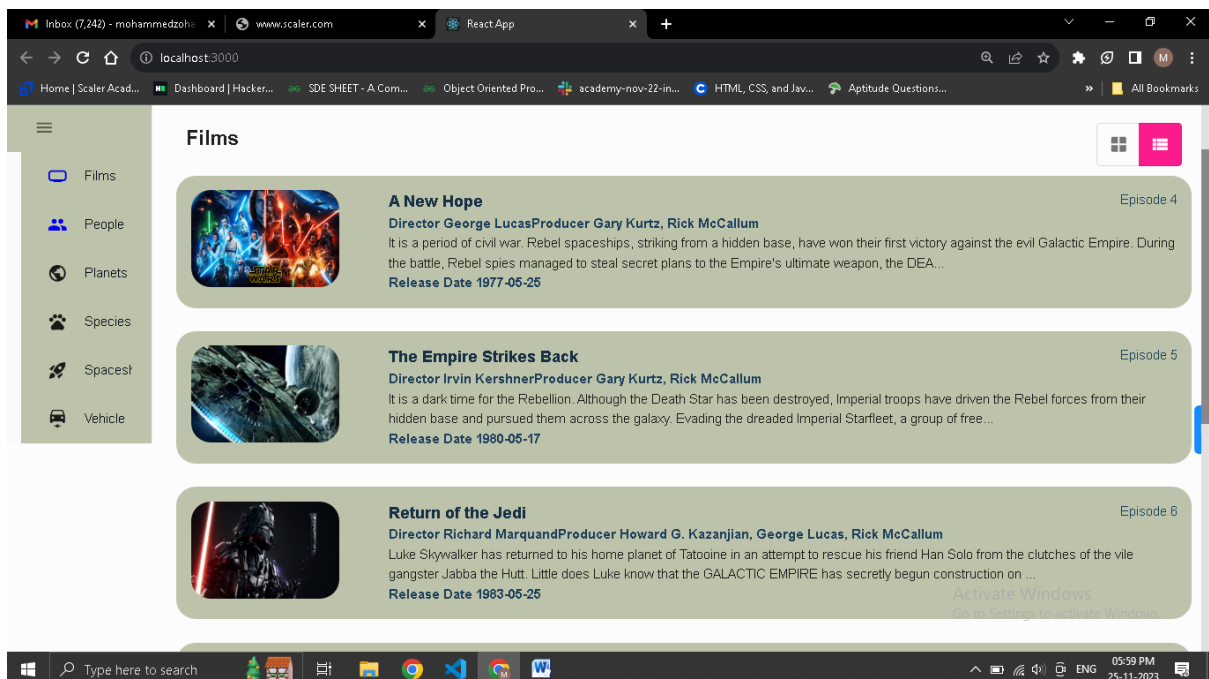 Inbox (7,242) - mohammedzoha
www.scaler.com
React App
localhost:3000
M
Home | Scaler Acad...
Dashboard | Hacker...
SDE SHEET - A Com...
Object Oriented Pro...
academy-nov-22-in...
HTML, CSS, and Jav...
Aptitude Questions...
»
All Bookmarks
Films
People
Planets
Species
Spacesh
Vehicle
Films
A New Hope
Episode 4
Director George LucasProducer Gary Kurtz, Rick McCallum
It is a period of civil war. Rebel spaceships, striking from a hidden base, have won their first victory against the evil Galactic Empire. During
the battle, Rebel spies managed to steal secret plans to the Empire's ultimate weapon, the DEA...
Release Date 1977-05-25
STAR
WARS
The Empire Strikes Back
Episode 5
Director Irvin KershnerProducer Gary Kurtz, Rick McCallum
It is a dark time for the Rebellion. Although the Death Star has been destroyed, Imperial troops have driven the Rebel forces from their
hidden base and pursued them across the galaxy. Evading the dreaded Imperial Starfleet, a group of free...
Release Date 1980-05-17
Return of the Jedi
Episode 6
Director Richard MarquandProducer Howard G. Kazanjian, George Lucas, Rick McCallum
Luke Skywalker has returned to his home planet of Tatooine in an attempt to rescue his friend Han Solo from the clutches of the vile
gangster Jabba the Hutt. Little does Luke know that the GALACTIC EMPIRE has secretly begun construction on ...
Release Date 1983-05-25
Activate Windows
Go to Settings to activate Windows.
Type here to search
ENG
05:59 PM
25-11-2023